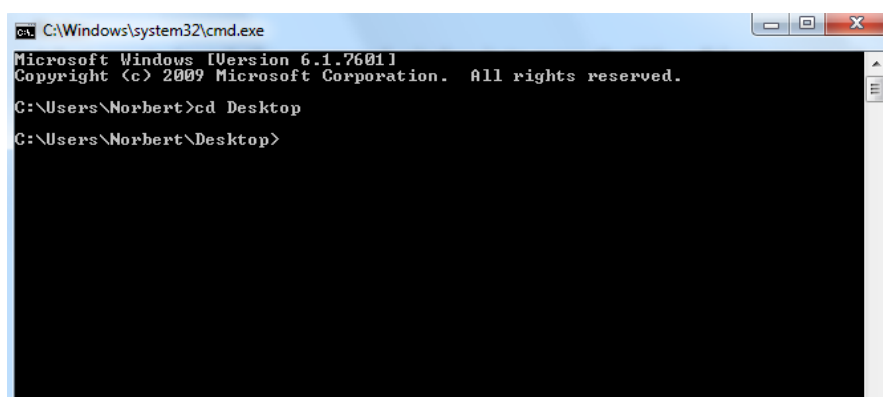 C:\Windows\system32\cmd.exe
Microsoft Windows [Version 6.1.7601]
Copyright (c) 2009 Microsoft Corporation.  All rights reserved.
C:\Users\Norbert>cd Desktop
C:\Users\Norbert\Desktop>